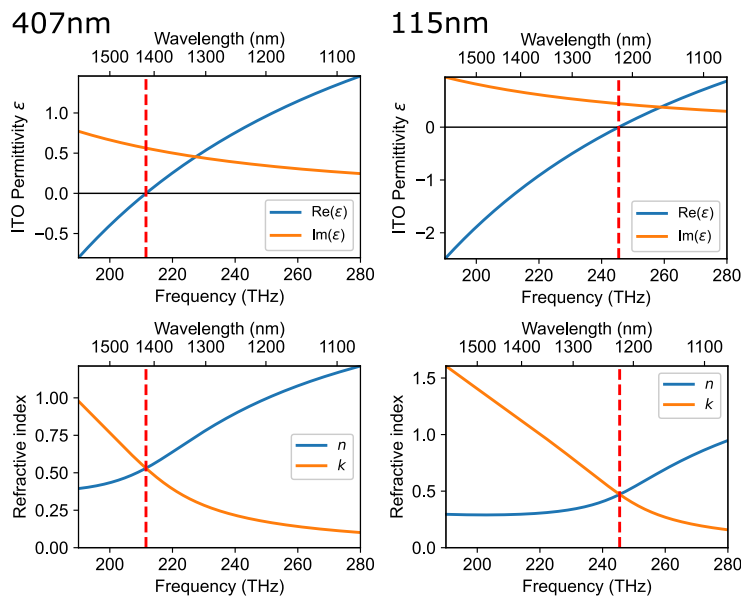 407nm
115nm
Wavelength (nm)
1500 1400 1300 1200 1100
ITO Permittivity ε
1.0
0.5
0.0
−0.5
Re(ε)
Im(ε)
200 220 240 260 280
Frequency (THz)
Wavelength (nm)
1500 1400 1300 1200 1100
ITO Permittivity ε
0
−1
−2
Re(ε)
Im(ε)
200 220 240 260 280
Frequency (THz)
Wavelength (nm)
1500 1400 1300 1200 1100
Refractive index
1.00
0.75
0.50
0.25
0.00
n
k
200 220 240 260 280
Frequency (THz)
Wavelength (nm)
1500 1400 1300 1200 1100
Refractive index
1.5
1.0
0.5
0.0
n
k
200 220 240 260 280
Frequency (THz)